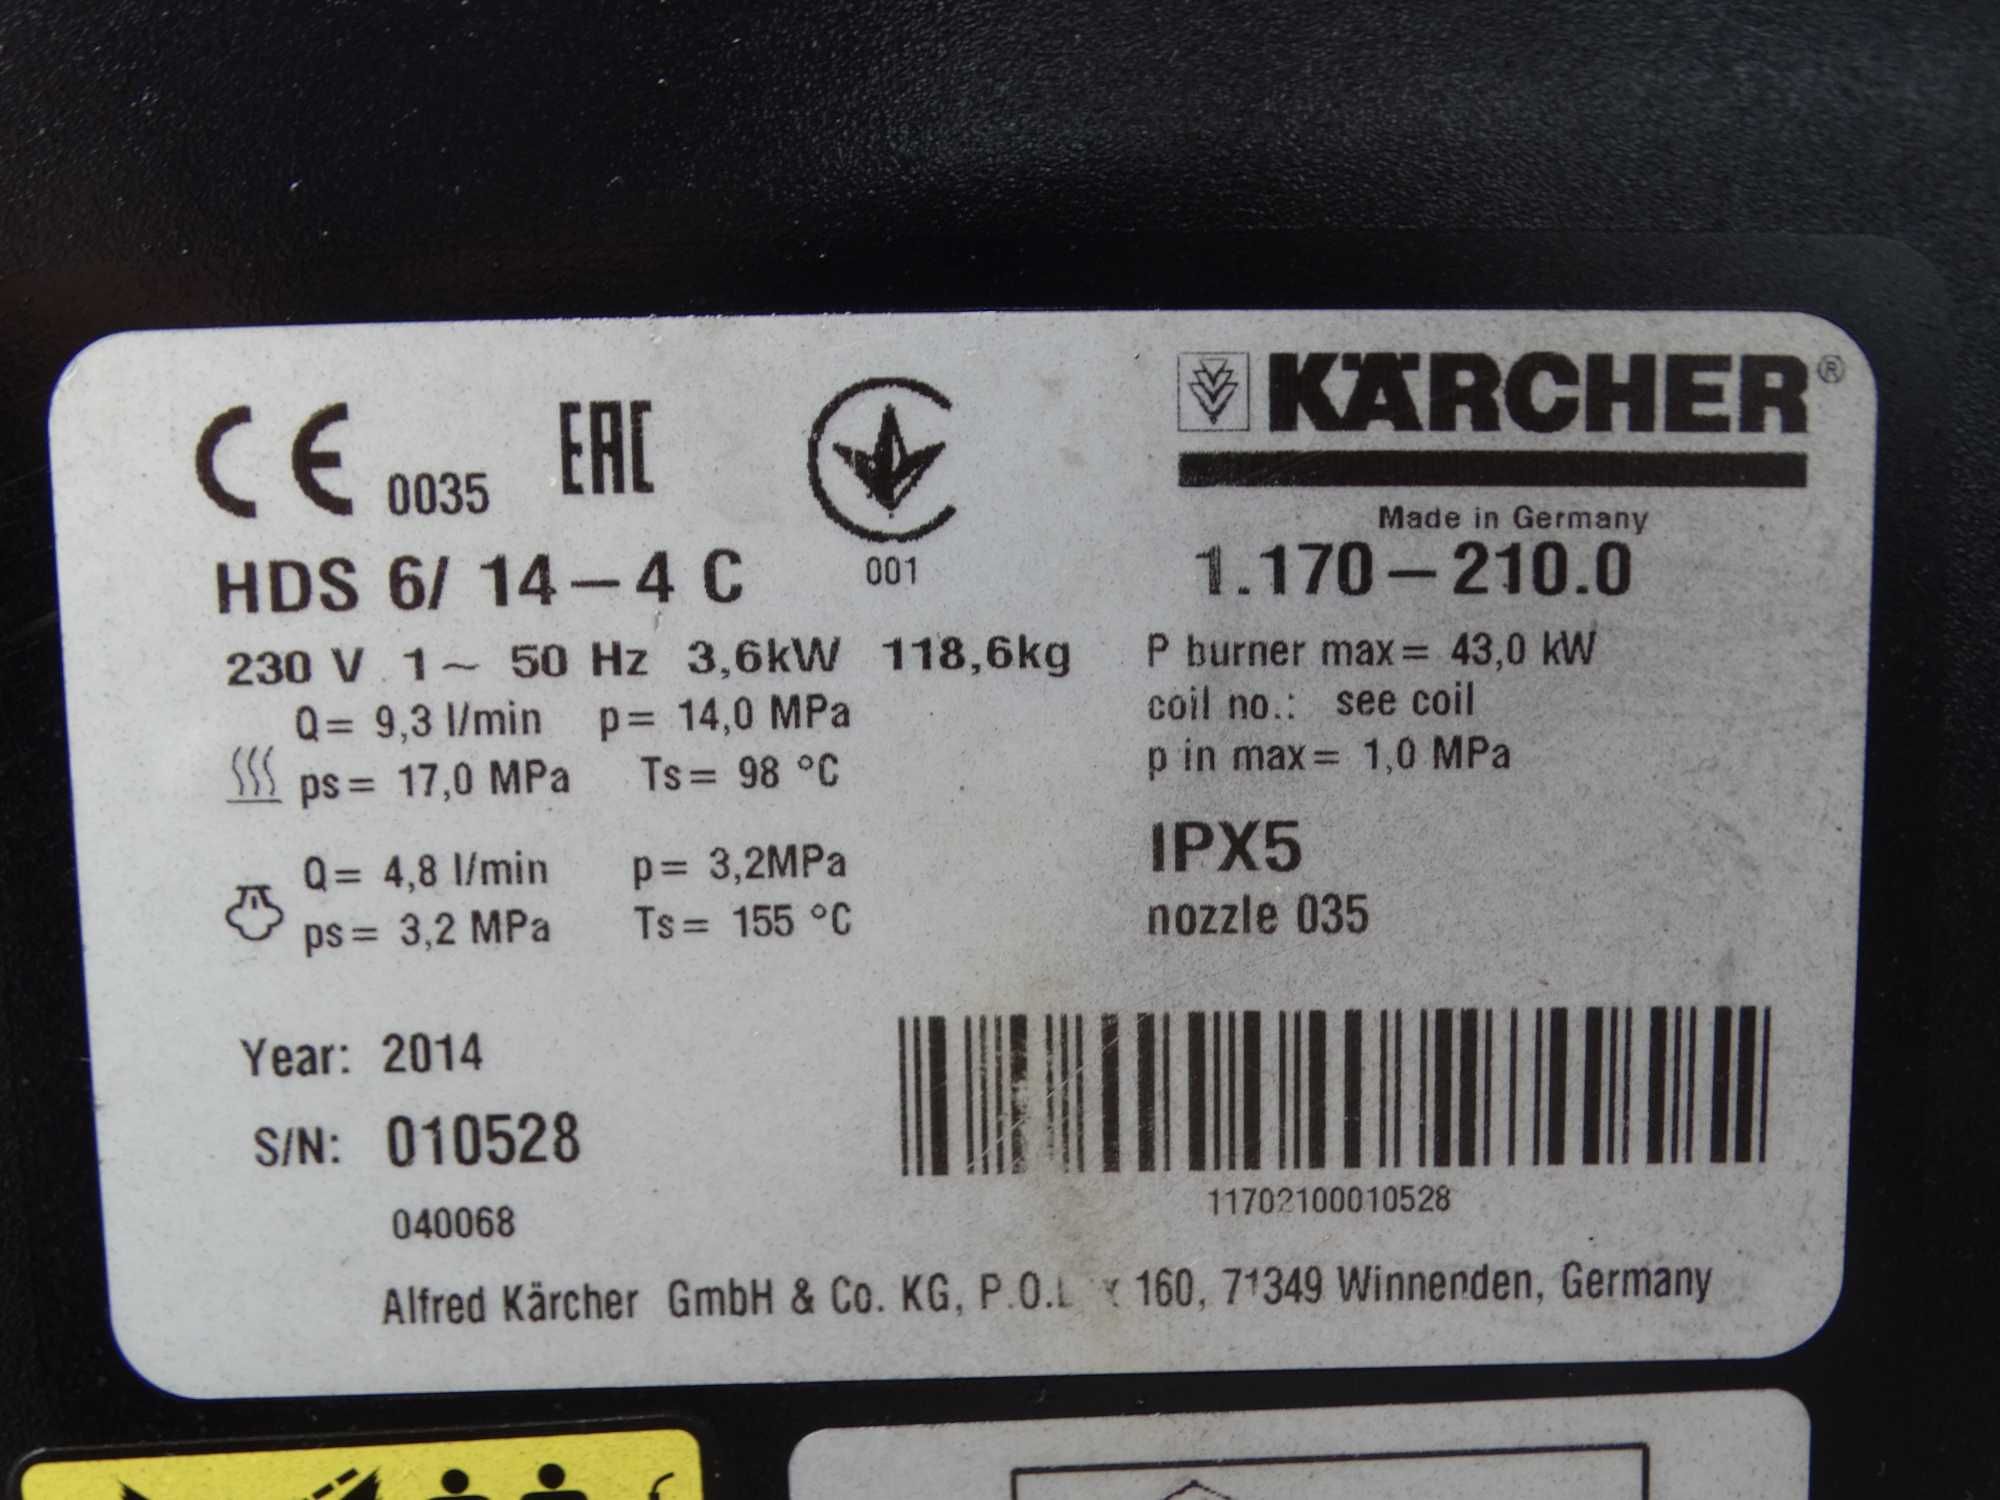 CE 0035 EAC
001
KÄRCHER®
Made in Germany
HDS 6/ 14–4 C
1.170–210.0
230 V 1~ 50 Hz 3,6kW 118,6kg
Q= 9,3 l/min p= 14,0 MPa
ps= 17,0 MPa Ts= 98 °C
Q= 4,8 l/min p= 3,2MPa
ps= 3,2 MPa Ts= 155 °C
P burner max= 43,0 kW
coil no.: see coil
p in max= 1,0 MPa
IPX5
nozzle 035
Year: 2014
S/N: 010528
040068
11702100010528
Alfred Kärcher GmbH & Co. KG, P.O. 160, 71349 Winnenden, Germany